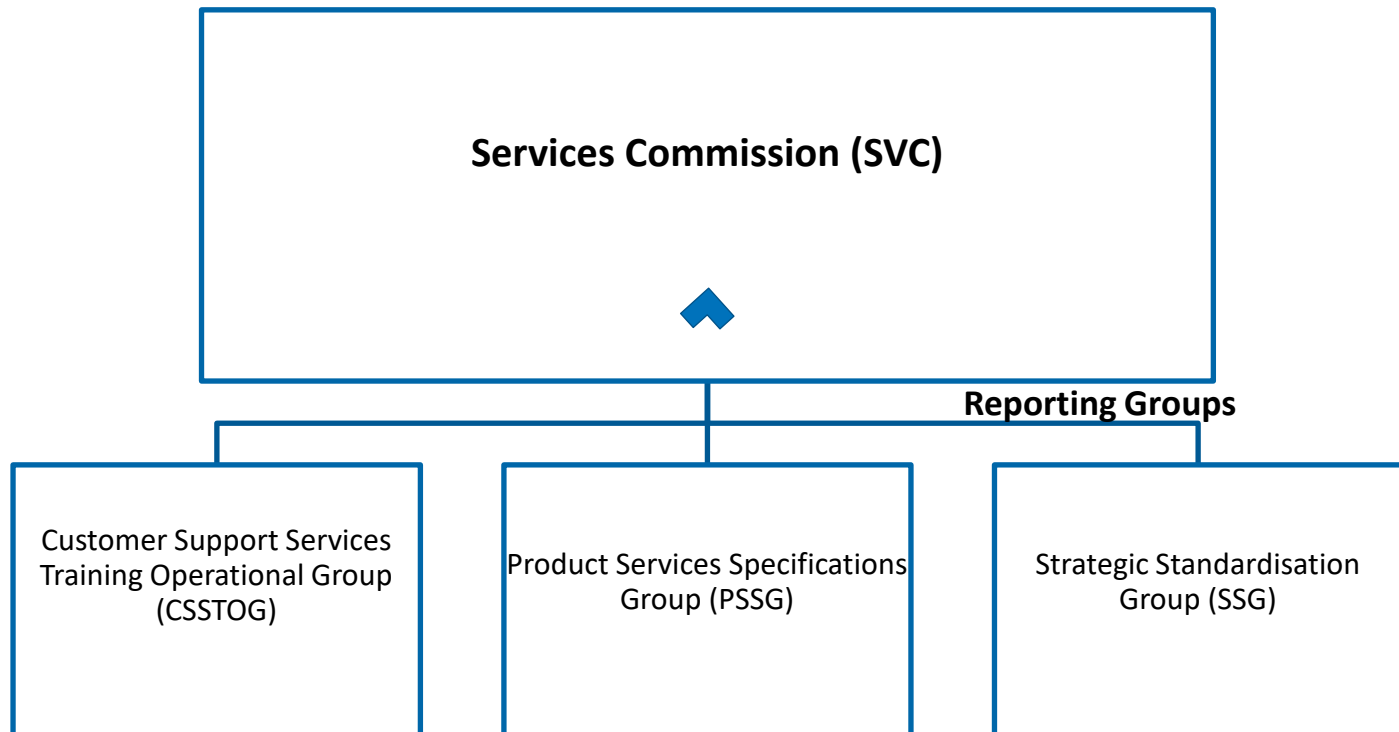 Services Commission (SVC)
Reporting Groups
Customer Support Services
Training Operational Group
(CSSTOG)
Product Services Specifications
Group (PSSG)
Strategic Standardisation
Group (SSG)